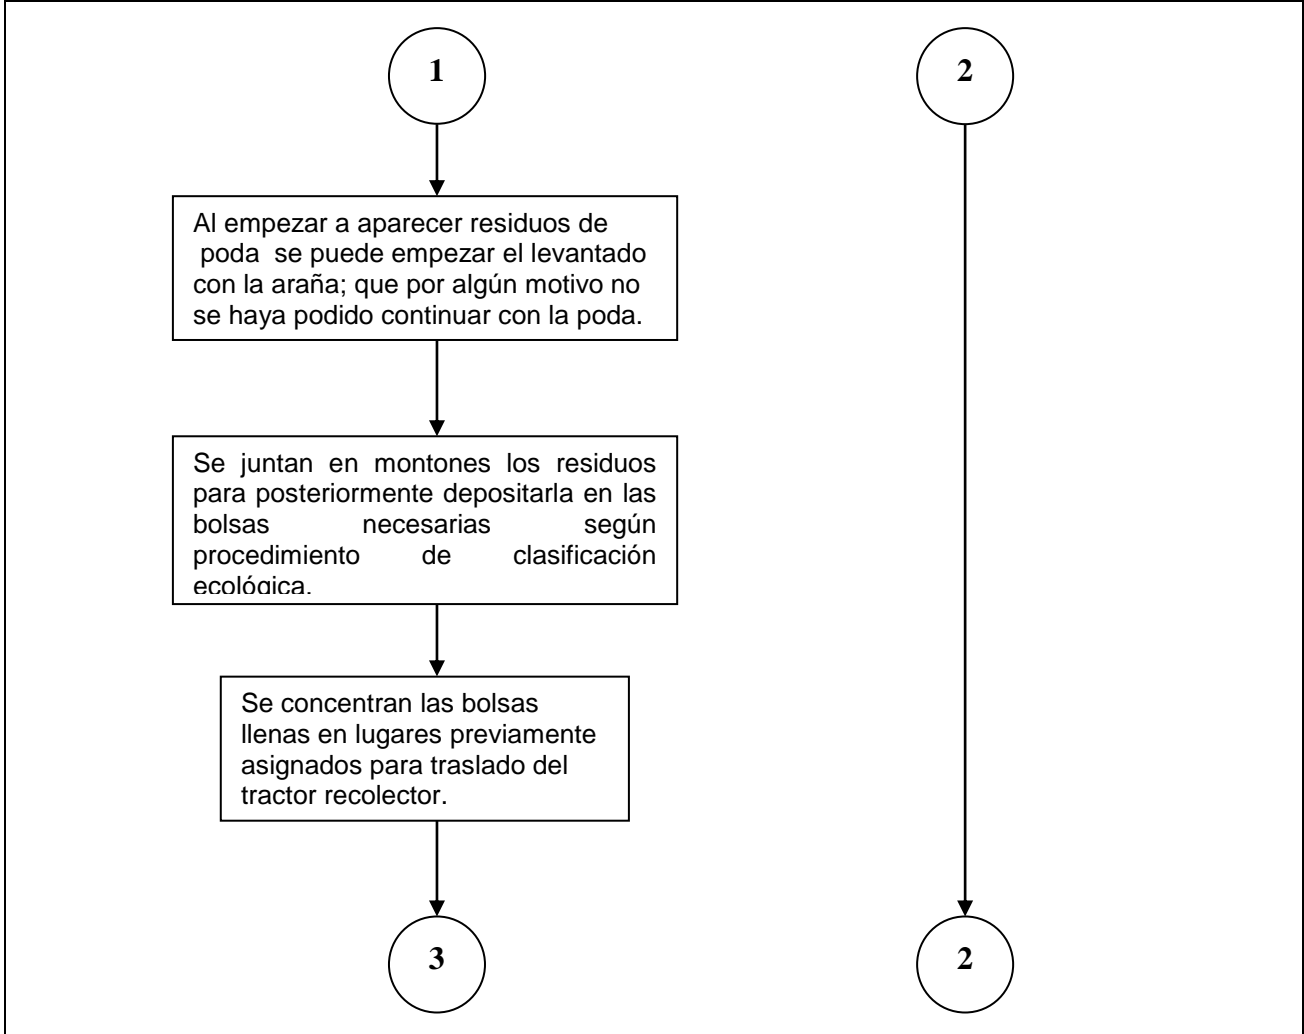 1
2
Al empezar a aparecer residuos de
poda se puede empezar el levantado
con la araña; que por algún motivo no
se haya podido continuar con la poda.
Se juntan en montones los residuos
para posteriormente depositarla en las
bolsas necesarias según
procedimiento de clasificación
ecológica.
Se concentran las bolsas
llenas en lugares previamente
asignados para traslado del
tractor recolector.
3
2